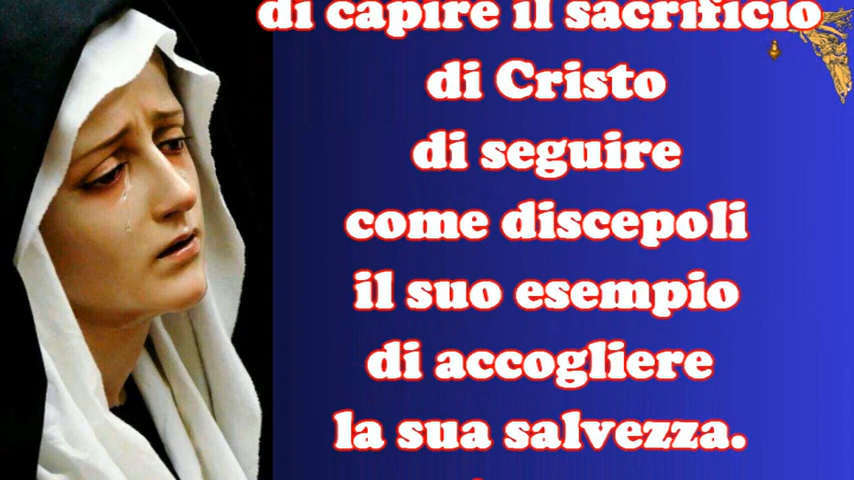 di capire il sacrificio
di Cristo
di seguire
come discepoli
il suo esempio
di accogliere
la sua salvezza.